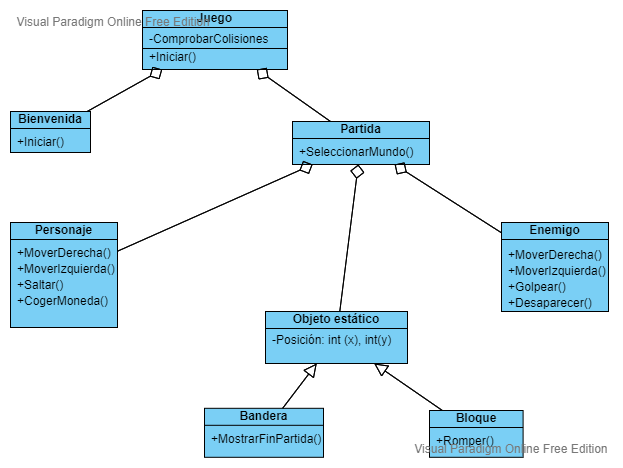 Visual Paradigm Online Free Edition
Juego
-ComprobarColisiones
+Iniciar()
Bienvenida
+Iniciar()
Partida
+SeleccionarMundo()
Personaje
+MoverDerecha()
+MoverIzquierda()
+Saltar()
+CogerMoneda()
Enemigo
+MoverDerecha()
+MoverIzquierda()
+Golpear()
+Desaparecer()
Objeto estático
-Posición: int (x), int(y)
Bandera
+MostrarFinPartida()
Bloque
+Romper()
Visual Paradigm Online Free Edition